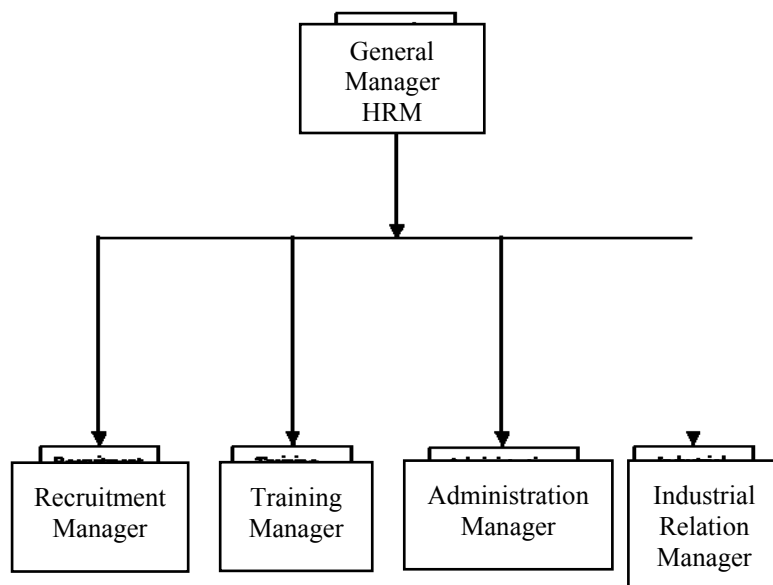 General
Manager
HRM
Recruitment
Manager
Training
Manager
Administration
Manager
Industrial
Relation
Manager